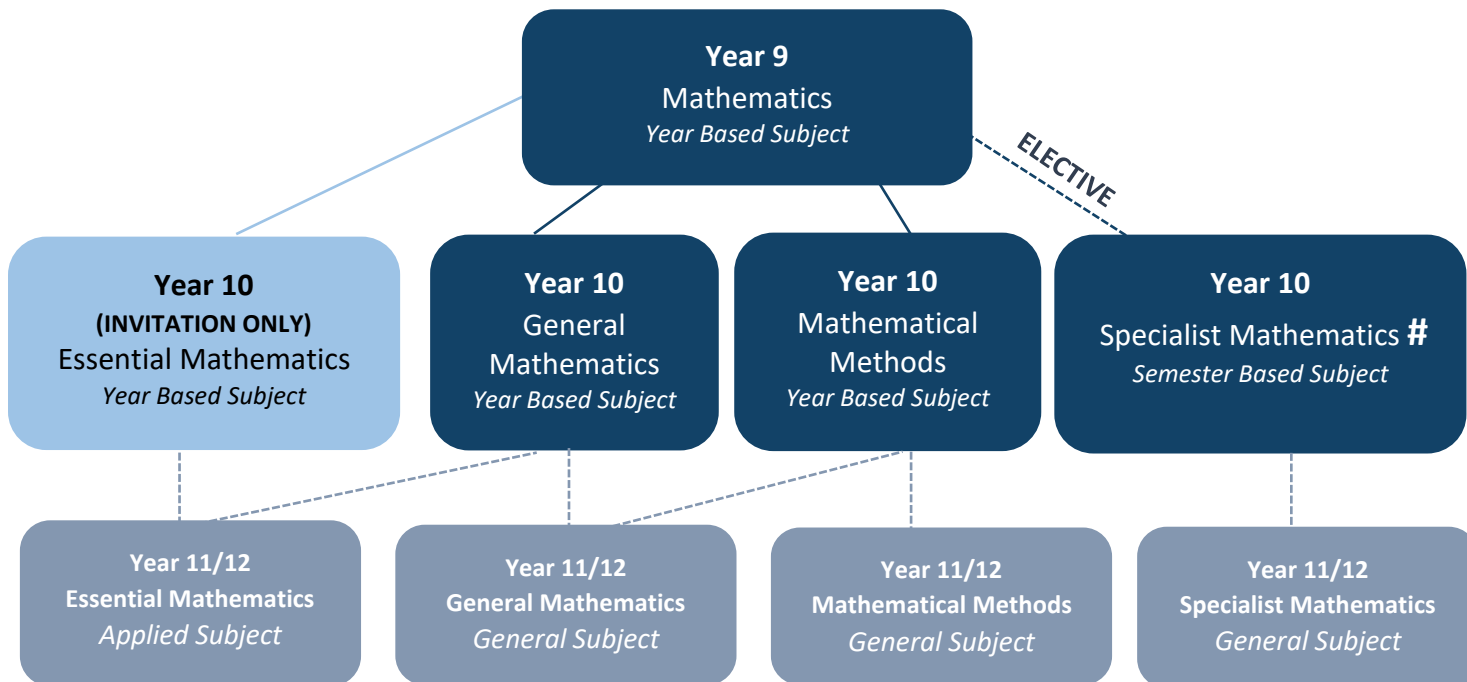 Year 9
Mathematics
Year Based Subject
ELECTIVE
Year 10
(INVITATION ONLY)
Essential Mathematics
Year Based Subject
Year 10
General
Mathematics
Year Based Subject
Year 10
Mathematical
Methods
Year Based Subject
Year 10
Specialist Mathematics #
Semester Based Subject
Year 11/12
Essential Mathematics
Applied Subject
Year 11/12
General Mathematics
General Subject
Year 11/12
Mathematical Methods
General Subject
Year 11/12
Specialist Mathematics
General Subject